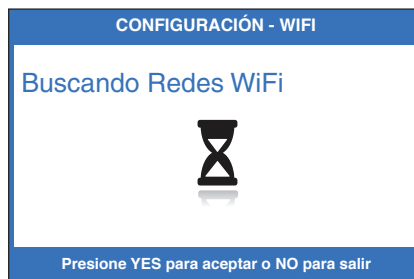 CONFIGURACIÓN - WIFI
Buscando Redes WiFi
Presione YES para aceptar o NO para salir